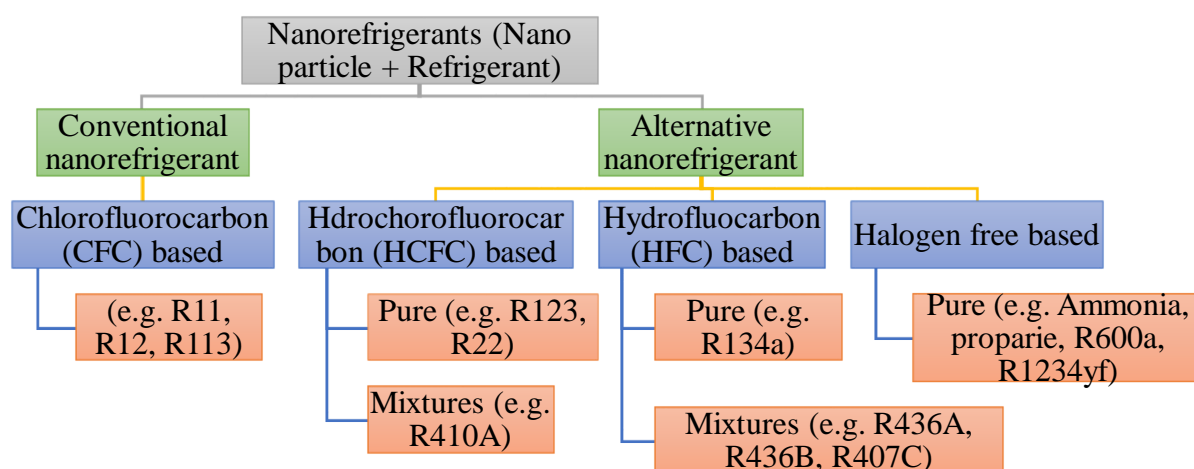 Nanorefrigerants (Nano
particle + Refrigerant)
Conventional
nanorefrigerant
Alternative
nanorefrigerant
Chlorofluorocarbon
(CFC) based
Hdrochorofluorocar
bon (HCFC) based
Hydrofluocarbon
(HFC) based
Halogen free based
(e.g. R11,
R12, R113)
Pure (e.g. R123,
R22)
Pure (e.g.
R134a)
Pure (e.g. Ammonia,
proparie, R600a,
R1234yf)
Mixtures (e.g.
R410A)
Mixtures (e.g. R436A,
R436B, R407C)